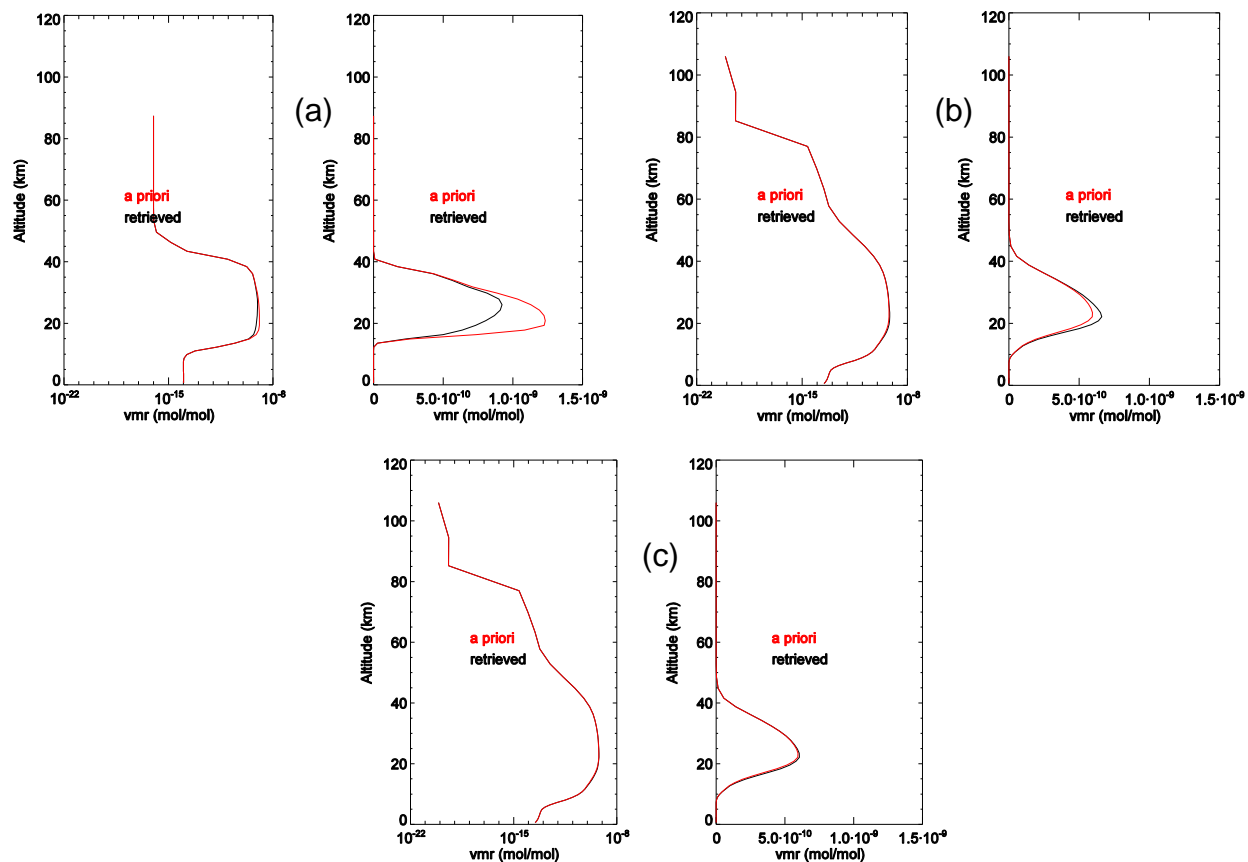 120
100
80
60
40
20
0
Altitude (km)
a priori
retrieved
10⁻²² 10⁻¹⁵ 10⁻⁸
vmr (mol/mol)
(a)
120
100
80
60
40
20
0
Altitude (km)
a priori
retrieved
0 5.0·10⁻¹⁰ 1.0·10⁻⁹ 1.5·10⁻⁹
vmr (mol/mol)
120
100
80
60
40
20
0
Altitude (km)
a priori
retrieved
10⁻²² 10⁻¹⁵ 10⁻⁸
vmr (mol/mol)
(b)
120
100
80
60
40
20
0
Altitude (km)
a priori
retrieved
0 5.0·10⁻¹⁰ 1.0·10⁻⁹ 1.5·10⁻⁹
vmr (mol/mol)
120
100
80
60
40
20
0
Altitude (km)
a priori
retrieved
10⁻²² 10⁻¹⁵ 10⁻⁸
vmr (mol/mol)
(c)
120
100
80
60
40
20
0
Altitude (km)
a priori
retrieved
0 5.0·10⁻¹⁰ 1.0·10⁻⁹ 1.5·10⁻⁹
vmr (mol/mol)